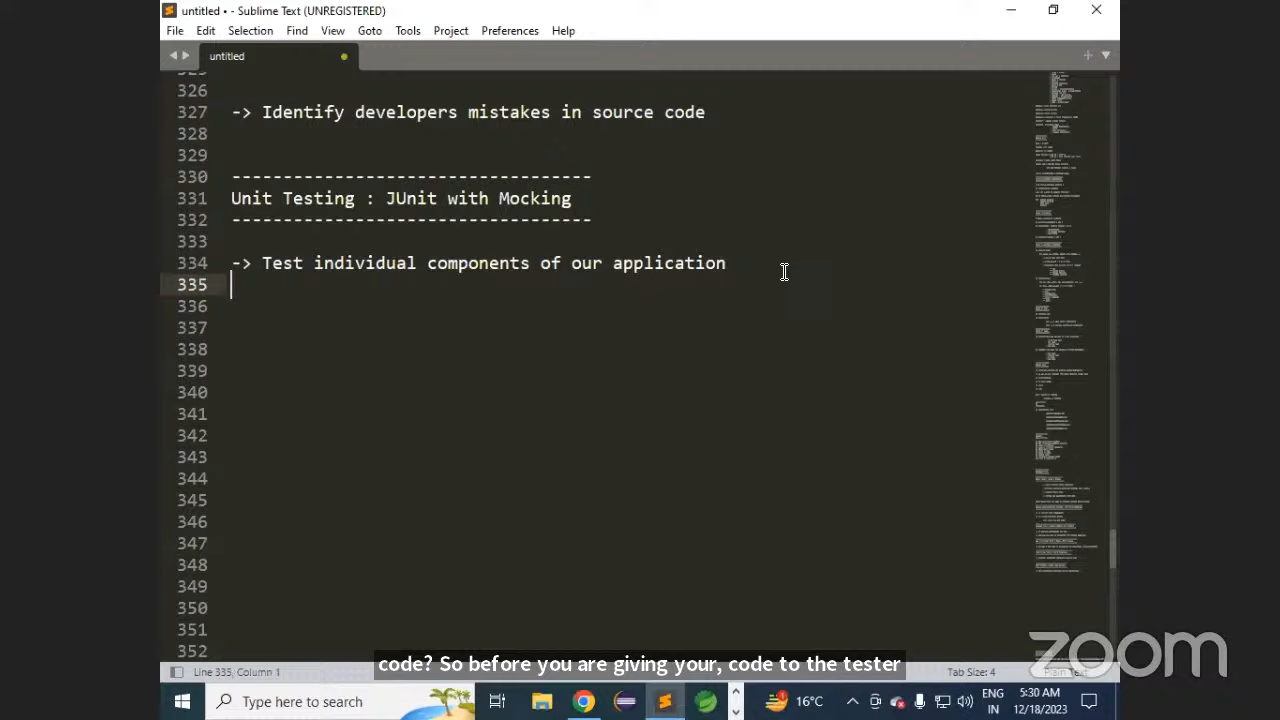 untitled • - Sublime Text (UNREGISTERED)
File Edit Selection Find View Goto Tools Project Preferences Help
untitled
326
327 -> Identify developers mistakes in source code
328
329
330 -----------------------------------
331 Unit Testing : JUnit with Mocking
332 -----------------------------------
333
334 -> Test individual components of our application
335
336
337
338
339
340
341
342
343
344
345
346
347
348
349
350
351
352
code? So before you are giving your, code to the tester
zoom
Line 335, Column 1 Tab Size: 4 Plain Text
Type here to search
1 16°C ENG 5:30 AM
IN 12/18/2023